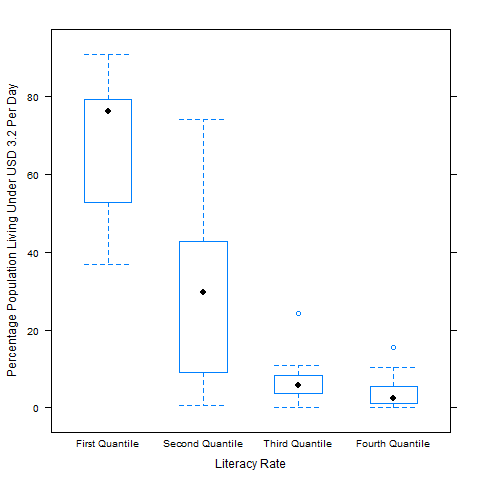 Percentage Population Living Under USD 3.2 Per Day
80
60
40
20
0
First Quantile
Second Quantile
Third Quantile
Fourth Quantile
Literacy Rate